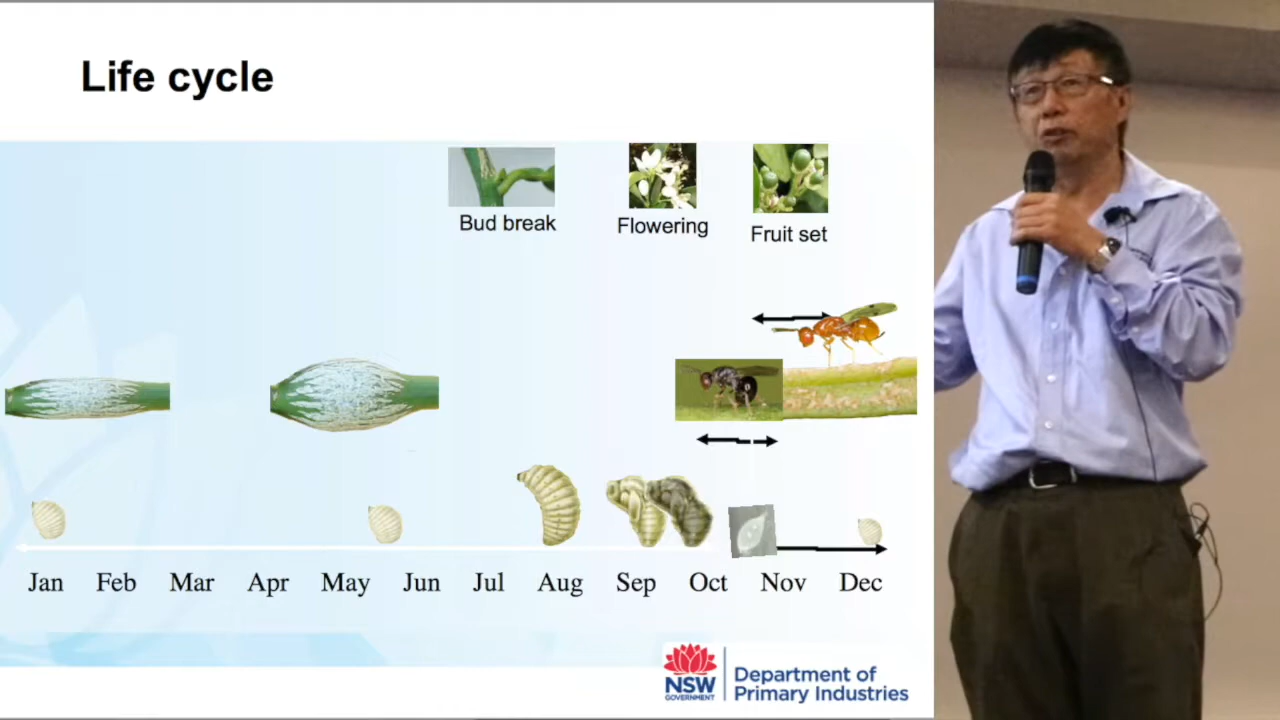 Life cycle
Bud break
Flowering
Fruit set
Jan Feb Mar Apr May Jun Jul Aug Sep Oct Nov Dec
NSW
GOVERNMENT
Department of
Primary Industries